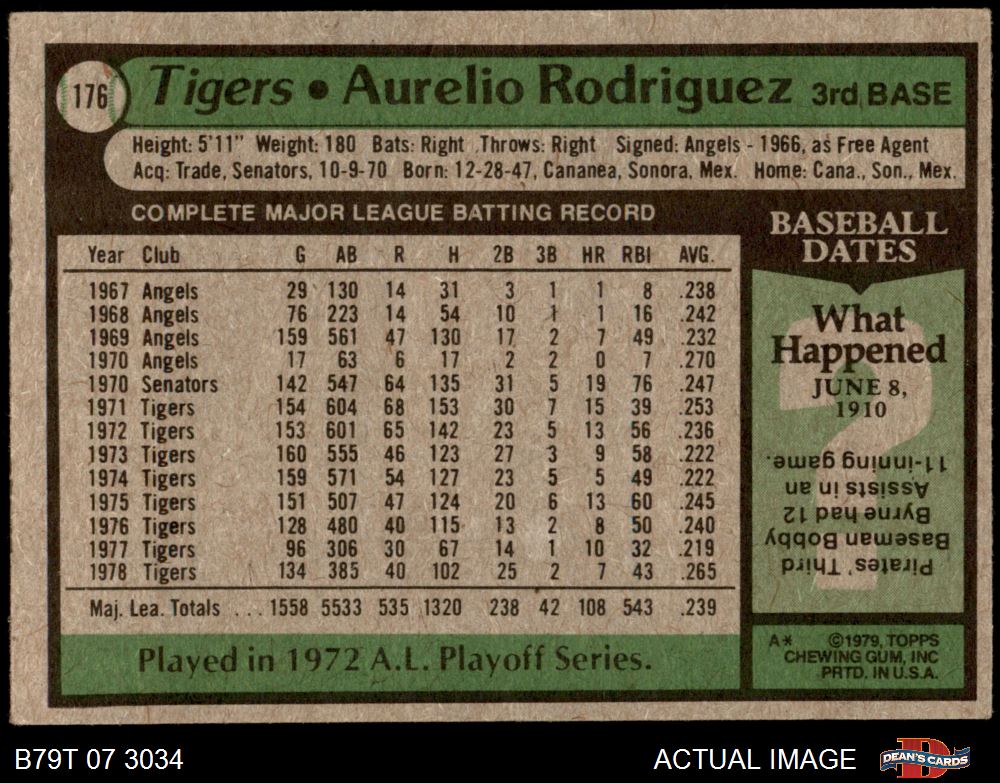 176 Tigers • Aurelio Rodriguez 3rd BASE
Height: 5'11" Weight: 180 Bats: Right Throws: Right Signed: Angels - 1966, as Free Agent
Acq: Trade, Senators, 10-9-70 Born: 12-28-47, Cananea, Sonora, Mex. Home: Cana., Son., Mex.
COMPLETE MAJOR LEAGUE BATTING RECORD
Year Club G AB R H 2B 3B HR RBI AVG.
1967 Angels 29 130 14 31 3 1 1 8 .238
1968 Angels 76 223 14 54 10 1 1 16 .242
1969 Angels 159 561 47 130 17 2 7 49 .232
1970 Angels 17 63 6 17 2 2 0 7 .270
1970 Senators 142 547 64 135 31 5 19 76 .247
1971 Tigers 154 604 68 153 30 7 15 39 .253
1972 Tigers 153 601 65 142 23 5 13 56 .236
1973 Tigers 160 555 46 123 27 3 9 58 .222
1974 Tigers 159 571 54 127 23 5 5 49 .222
1975 Tigers 151 507 47 124 20 6 13 60 .245
1976 Tigers 128 480 40 115 13 2 8 50 .240
1977 Tigers 96 306 30 67 14 1 10 32 .219
1978 Tigers 134 385 40 102 25 2 7 43 .265
Maj. Lea. Totals ... 1558 5533 535 1320 238 42 108 543 .239
Played in 1972 A.L. Playoff Series.
BASEBALL
DATES
What
Happened
JUNE 8,
1910
Pirates' Third
Baseman Bobby
Byrne had 12
Assists in an
11-inning game.
A* ©1979, TOPPS
CHEWING GUM, INC
PRTD. IN U.S.A.
B79T 07 3034 ACTUAL IMAGE DEAN'S CARDS